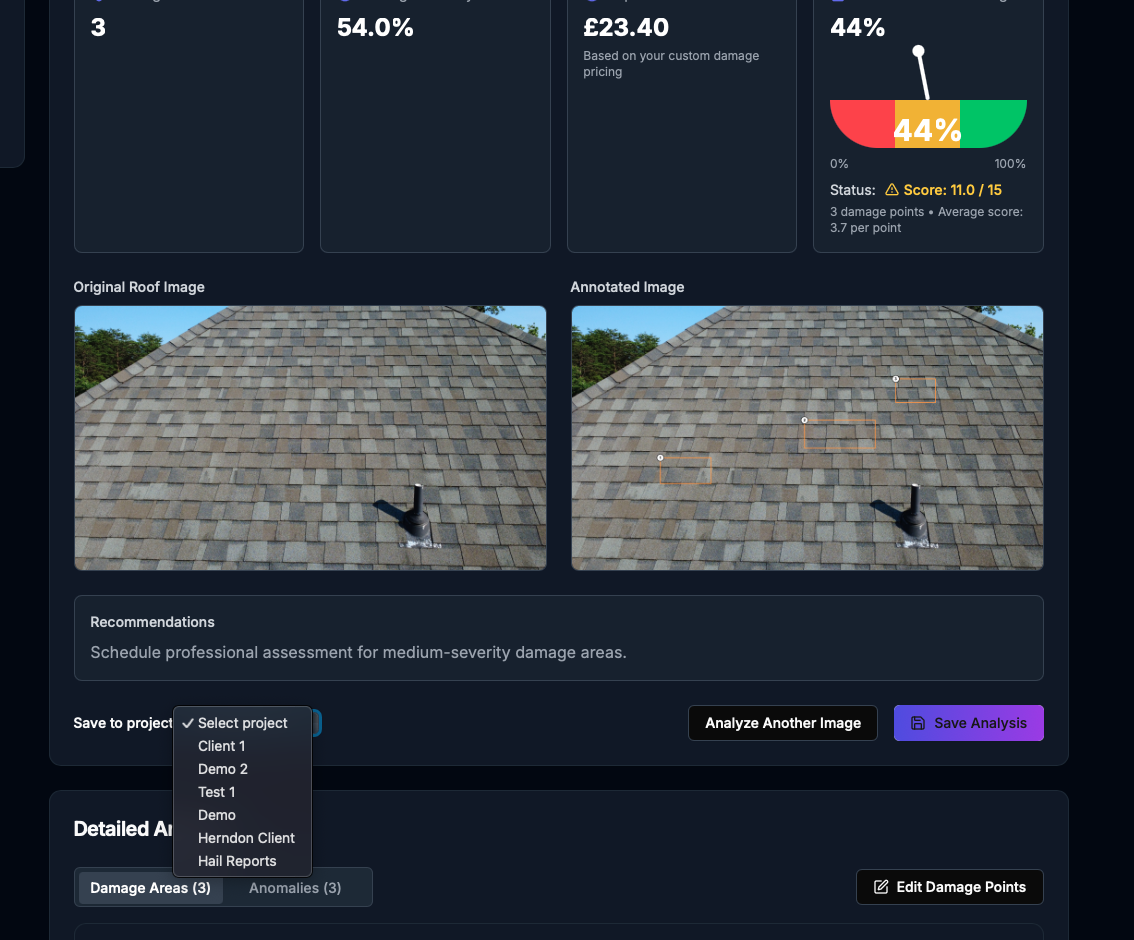 3
54.0%
£23.40
Based on your custom damage
pricing
44%
44%
0%
100%
Status: Score: 11.0 / 15
3 damage points • Average score:
3.7 per point
Original Roof Image
Annotated Image
Recommendations
Schedule professional assessment for medium-severity damage areas.
Save to project
Select project
Client 1
Demo 2
Test 1
Demo
Herndon Client
Hail Reports
Analyze Another Image
Save Analysis
Detailed
Damage Areas (3)
Anomalies (3)
Edit Damage Points